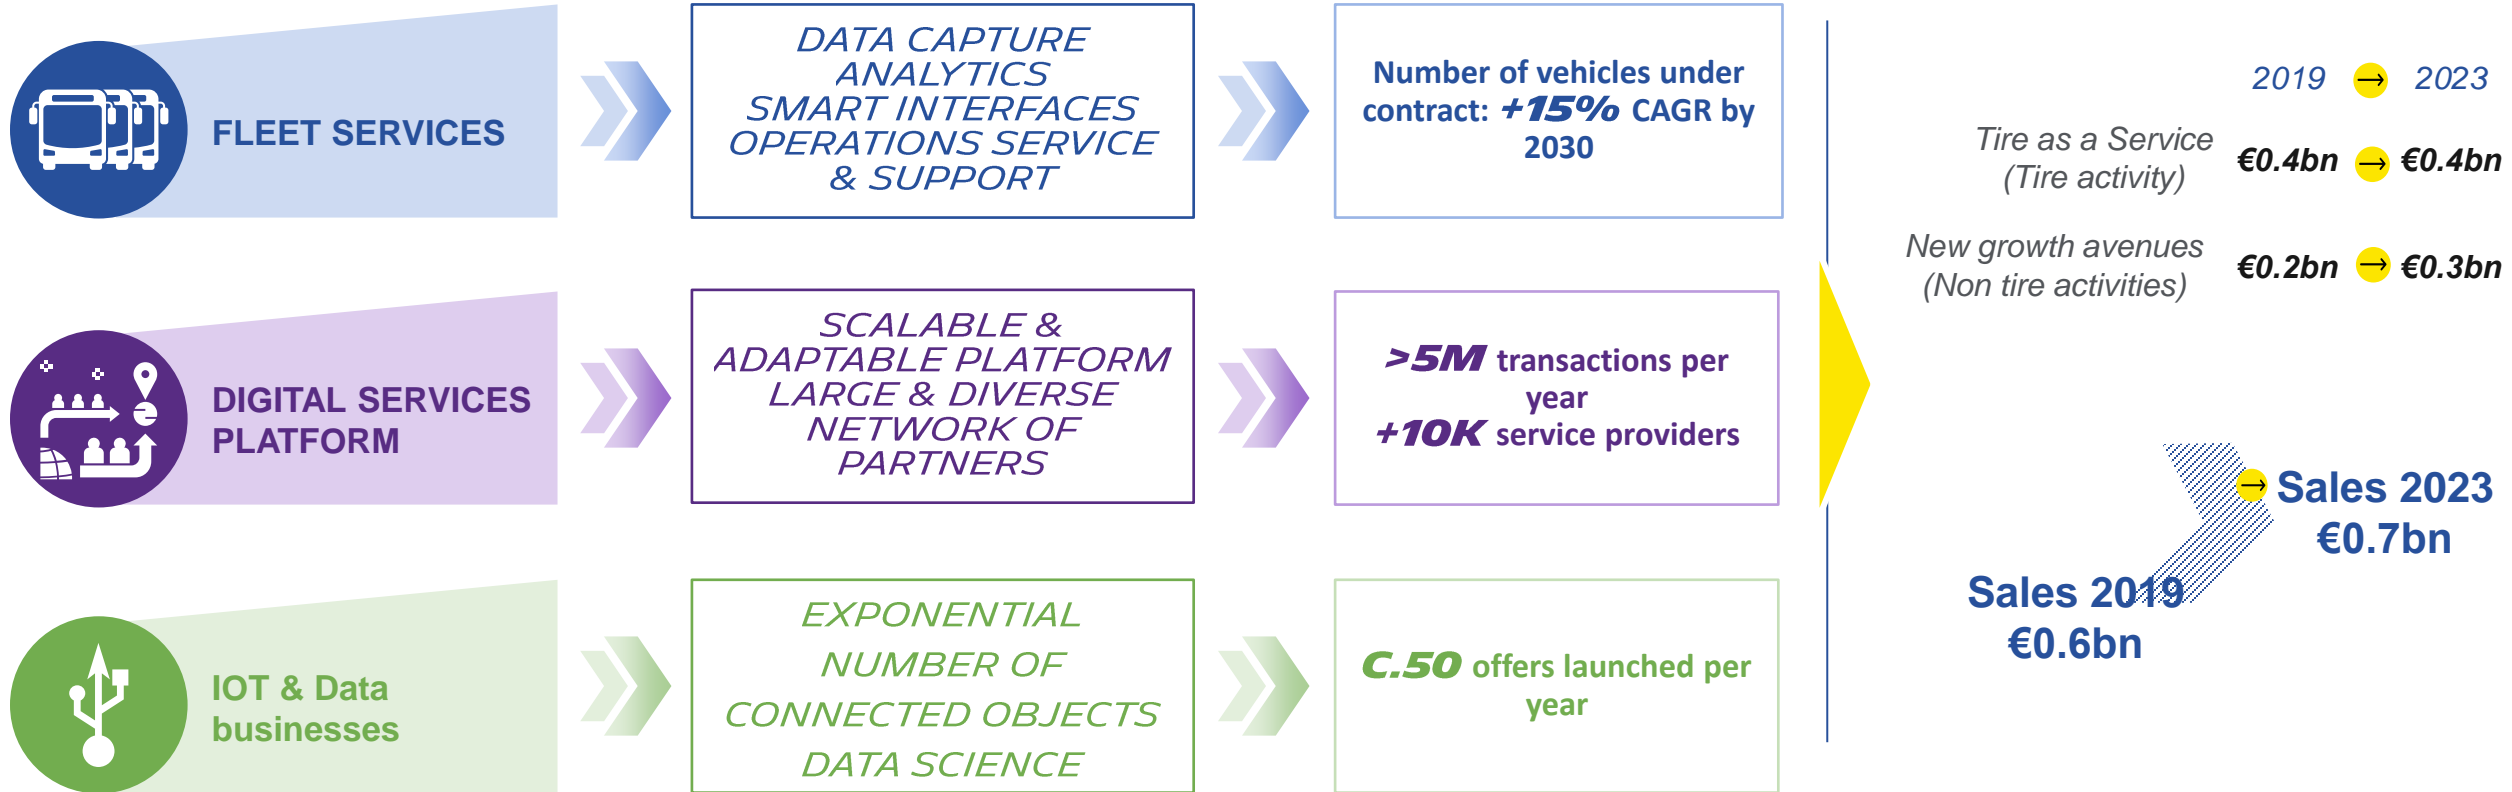 FLEET SERVICES
DATA CAPTURE
ANALYTICS
SMART INTERFACES
OPERATIONS SERVICE
& SUPPORT
Number of vehicles under
contract: +15% CAGR by
2030
DIGITAL SERVICES
PLATFORM
SCALABLE &
ADAPTABLE PLATFORM
LARGE & DIVERSE
NETWORK OF
PARTNERS
>5M transactions per
year
+10K service providers
IOT & Data
businesses
EXPONENTIAL
NUMBER OF
CONNECTED OBJECTS
DATA SCIENCE
C.50 offers launched per
year
2019 → 2023
Tire as a Service
(Tire activity)
€0.4bn → €0.4bn
New growth avenues
(Non tire activities)
€0.2bn → €0.3bn
→ Sales 2023
€0.7bn
Sales 2019
€0.6bn